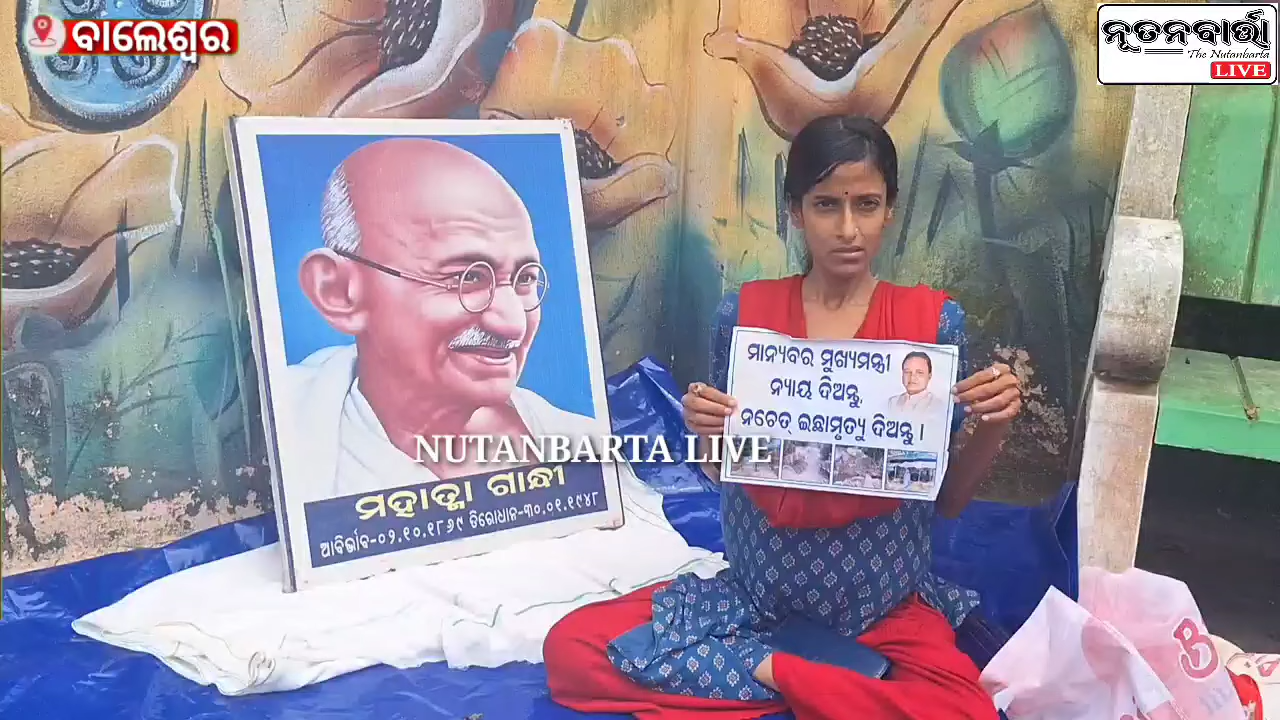 ବାଲେଶ୍ୱର
ନୂତନବାର୍ତ୍ତା
The Nutanbarta
LIVE
ମାନ୍ୟବର ମୁଖ୍ୟମନ୍ତ୍ରୀ
ନ୍ୟାୟ ଦିଅନ୍ତୁ,
ନଚେତ୍ ଇଛାମୃତ୍ୟୁ ଦିଅନ୍ତୁ ।
NUTANBARTA LIVE
ମହାତ୍ମା ଗାନ୍ଧୀ
ଆବିର୍ଭାବ-୦୨.୧୦.୧୮୬୯ ତିରୋଧାନ-୩୦.୦୧.୧୯୪୮
B